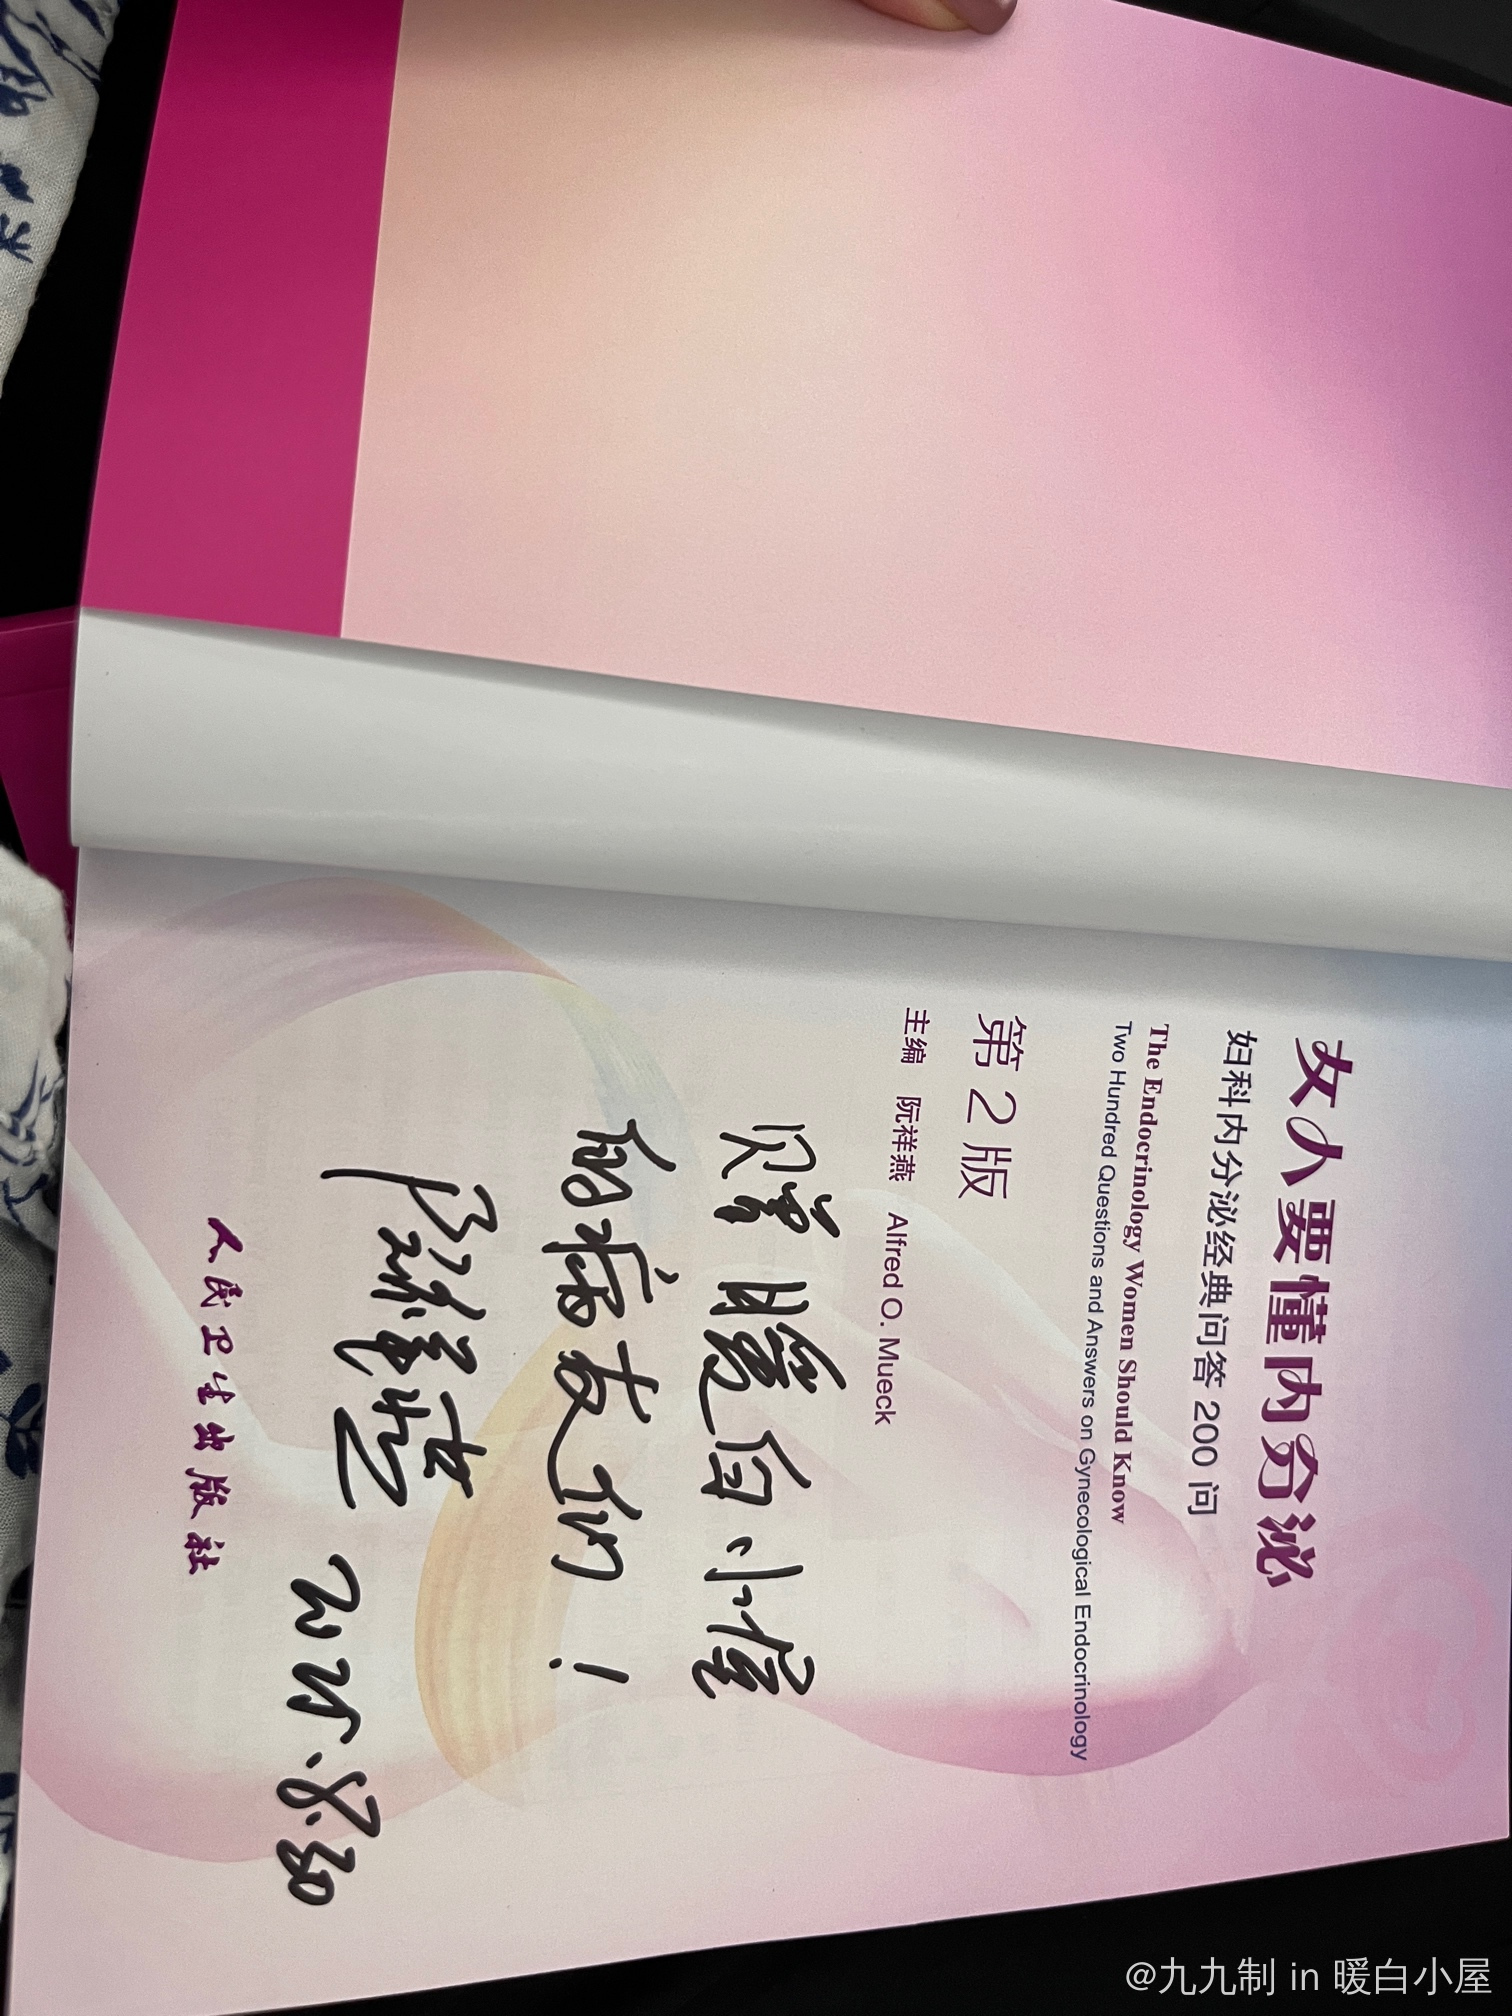 女人要懂内分泌
妇科内分泌经典问答 200 问
The Endocrinology Women Should Know
Two Hundred Questions and Answers on Gynecological Endocrinology
第 2 版
主编 阮祥燕 Alfred O. Mueck
赠 暖白小屋
的病友们！
阮祥燕
人民卫生出版社
@九九制 in 暖白小屋